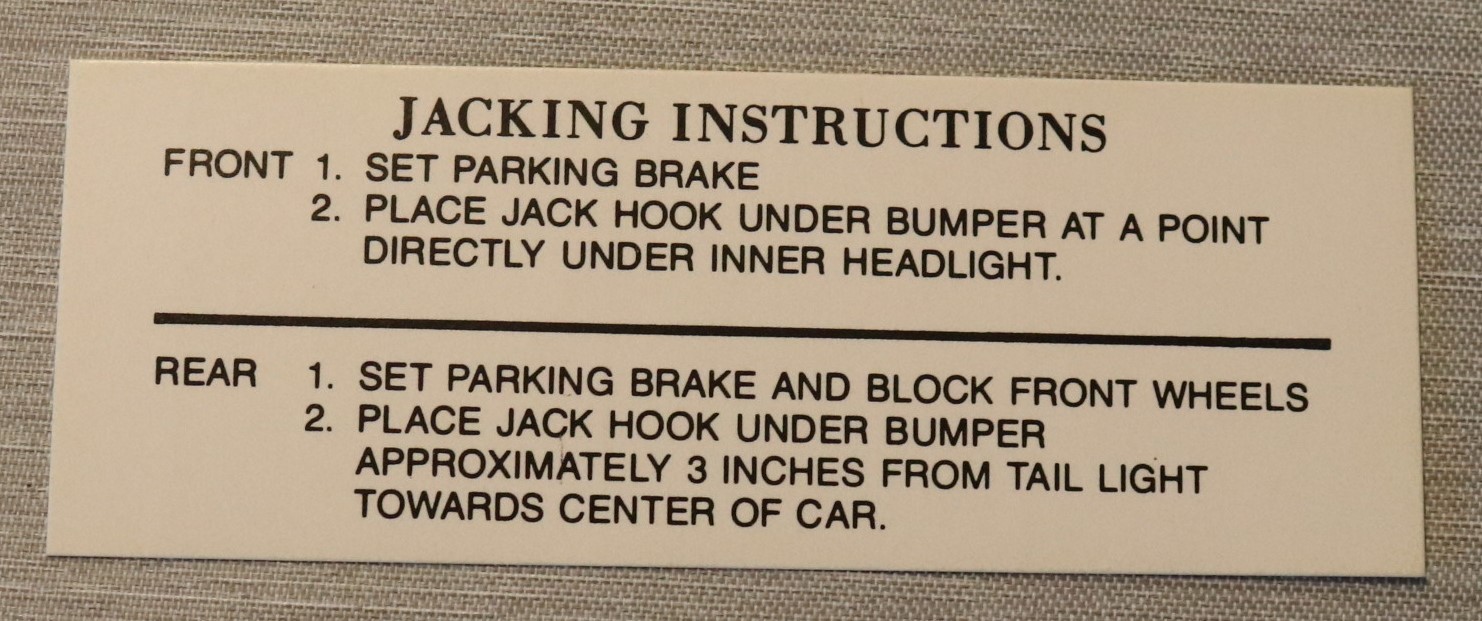 JACKING INSTRUCTIONS
FRONT 1. SET PARKING BRAKE
2. PLACE JACK HOOK UNDER BUMPER AT A POINT
DIRECTLY UNDER INNER HEADLIGHT.
REAR 1. SET PARKING BRAKE AND BLOCK FRONT WHEELS
2. PLACE JACK HOOK UNDER BUMPER
APPROXIMATELY 3 INCHES FROM TAIL LIGHT
TOWARDS CENTER OF CAR.